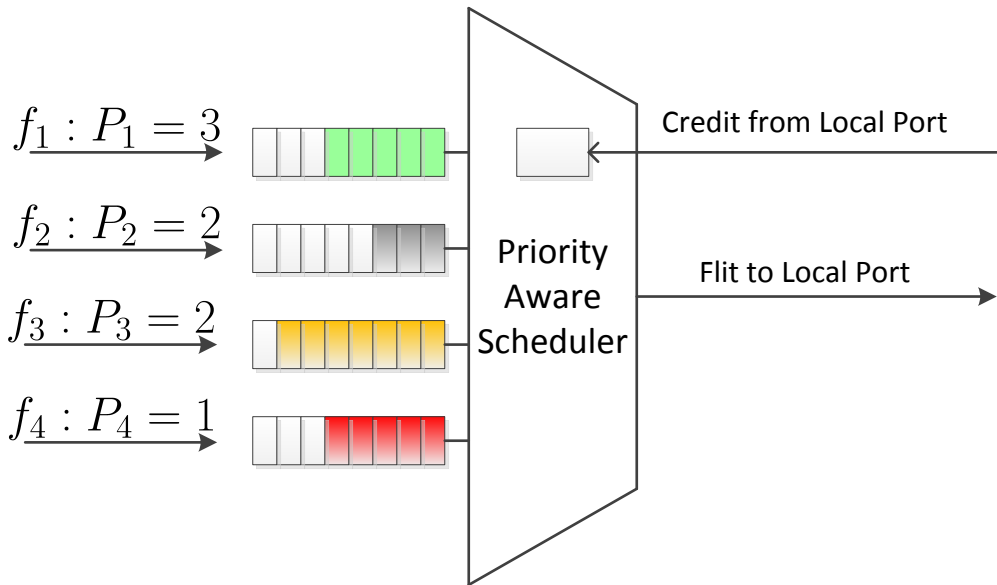 f₁ : P₁ = 3
f₂ : P₂ = 2
f₃ : P₃ = 2
f₄ : P₄ = 1
Priority
Aware
Scheduler
Credit from Local Port
Flit to Local Port